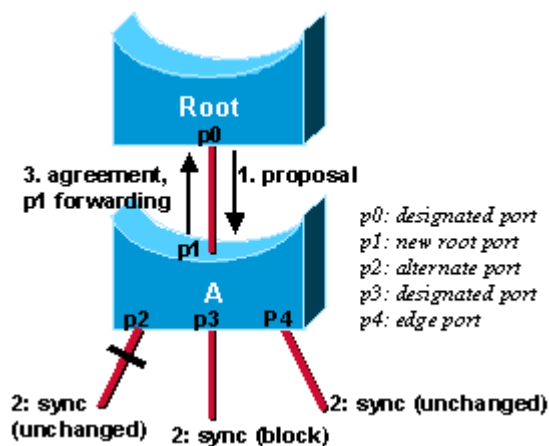 Root
p0
3. agreement,
p1 forwarding
1. proposal
p1
A
p2
p3
P4
p0: designated port
p1: new root port
p2: alternate port
p3: designated port
p4: edge port
2: sync
(unchanged)
2: sync (block)
2: sync (unchanged)